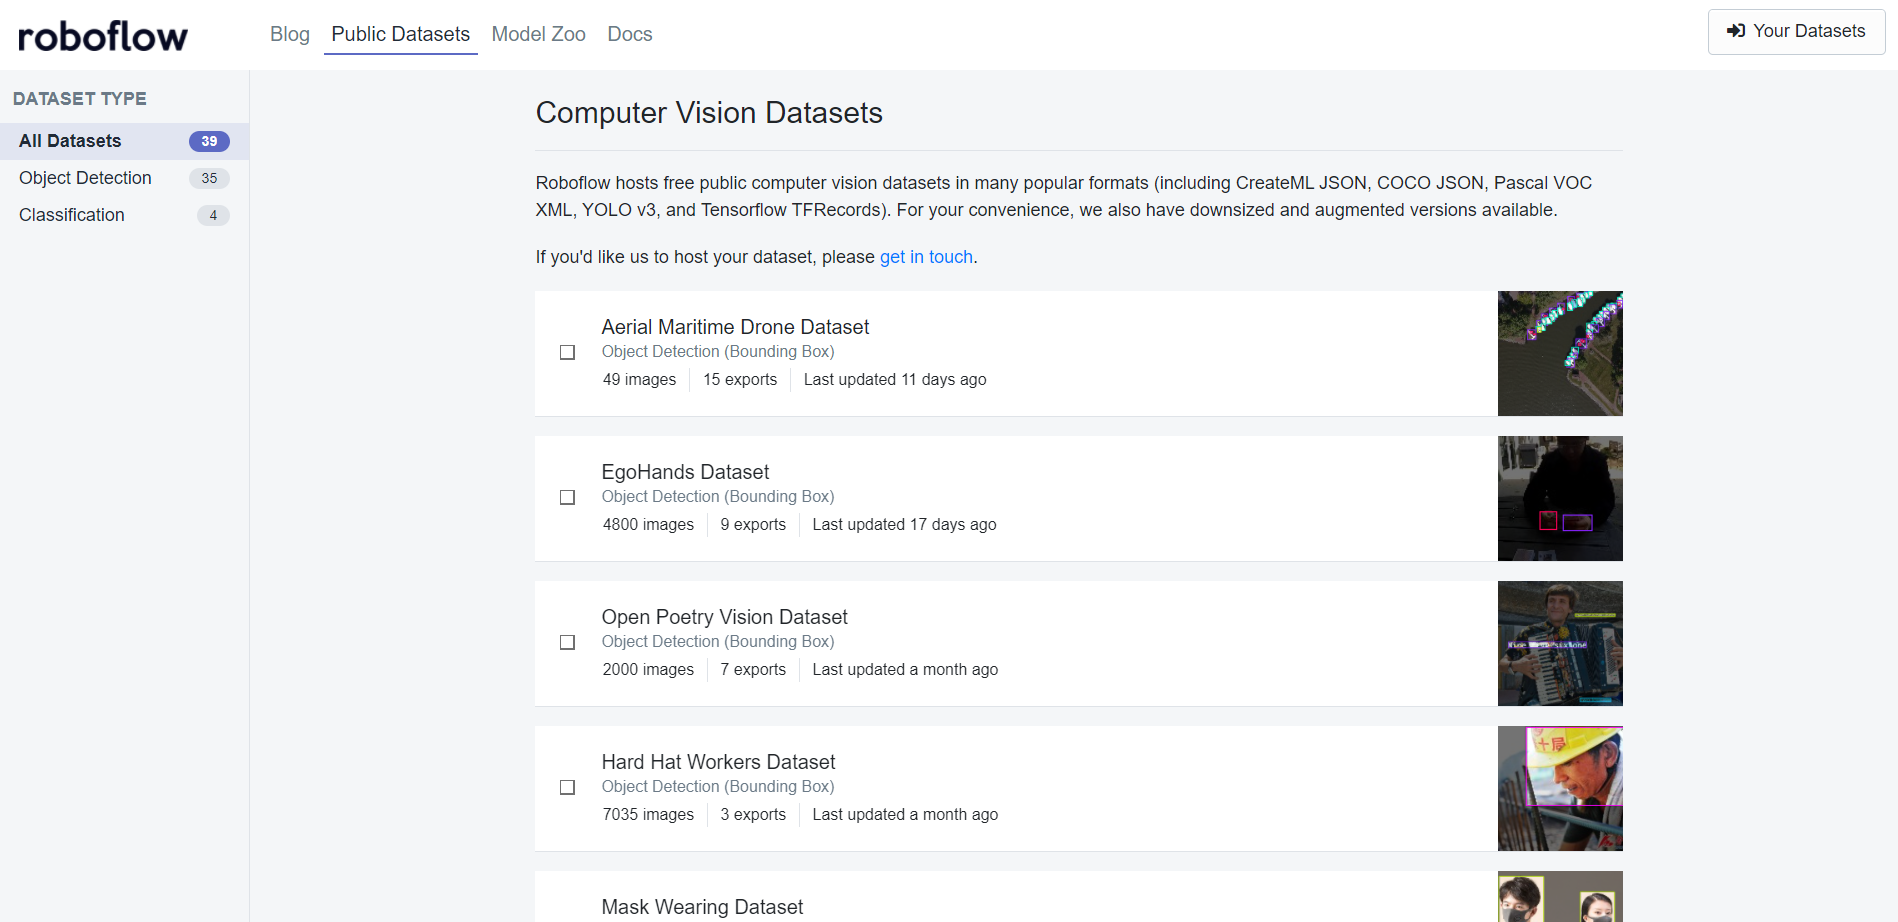 roboflow
Blog Public Datasets Model Zoo Docs
Your Datasets
DATASET TYPE
All Datasets 39
Object Detection 35
Classification 4
Computer Vision Datasets
Roboflow hosts free public computer vision datasets in many popular formats (including CreateML JSON, COCO JSON, Pascal VOC
XML, YOLO v3, and Tensorflow TFRecords). For your convenience, we also have downsized and augmented versions available.
If you'd like us to host your dataset, please get in touch.
Aerial Maritime Drone Dataset
Object Detection (Bounding Box)
49 images 15 exports Last updated 11 days ago
EgoHands Dataset
Object Detection (Bounding Box)
4800 images 9 exports Last updated 17 days ago
Open Poetry Vision Dataset
Object Detection (Bounding Box)
2000 images 7 exports Last updated a month ago
Hard Hat Workers Dataset
Object Detection (Bounding Box)
7035 images 3 exports Last updated a month ago
十局
Mask Wearing Dataset